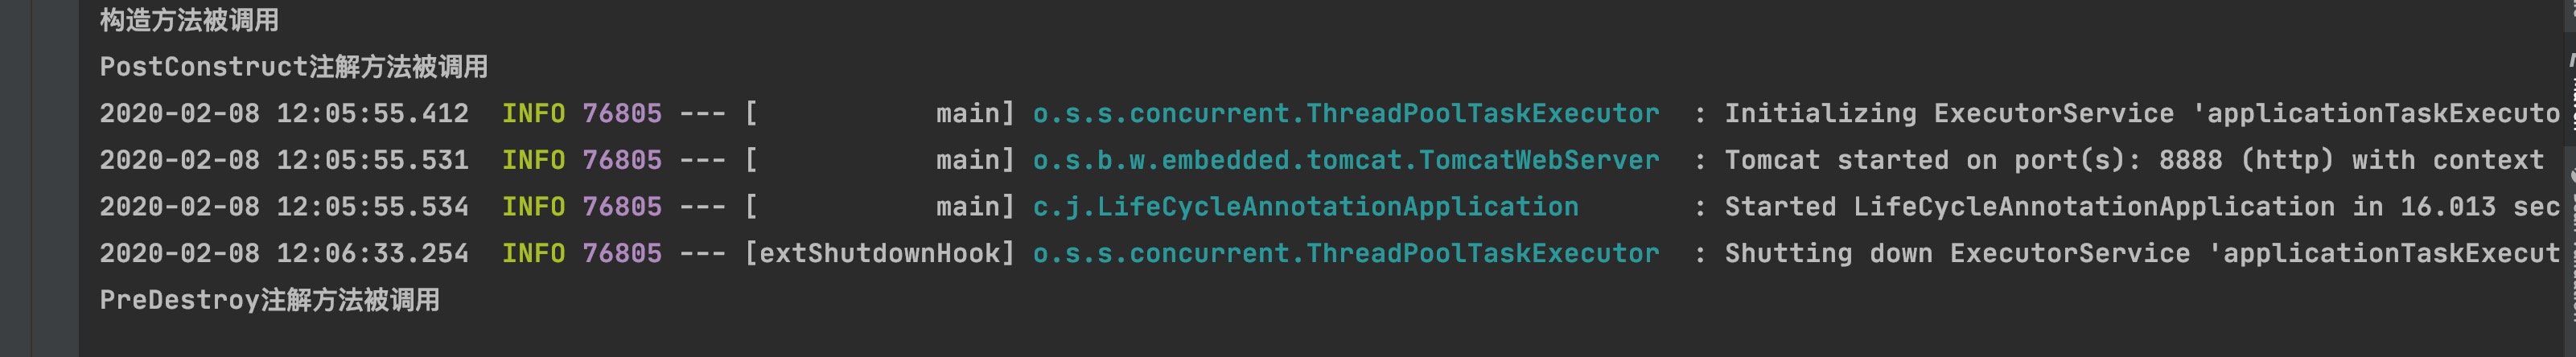 构造方法被调用
PostConstruct注解方法被调用
2020-02-08 12:05:55.412  INFO 76805 --- [           main] o.s.s.concurrent.ThreadPoolTaskExecutor  : Initializing ExecutorService 'applicationTaskExecuto
2020-02-08 12:05:55.531  INFO 76805 --- [           main] o.s.b.w.embedded.tomcat.TomcatWebServer  : Tomcat started on port(s): 8888 (http) with context
2020-02-08 12:05:55.534  INFO 76805 --- [           main] c.j.LifeCycleAnnotationApplication       : Started LifeCycleAnnotationApplication in 16.013 sec
2020-02-08 12:06:33.254  INFO 76805 --- [extShutdownHook] o.s.s.concurrent.ThreadPoolTaskExecutor  : Shutting down ExecutorService 'applicationTaskExecut
PreDestroy注解方法被调用